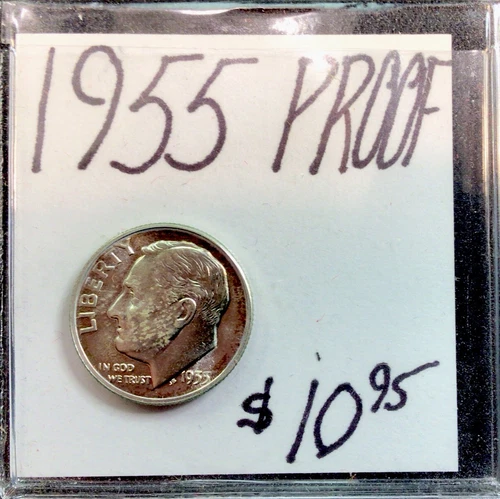 1955 PROOF
LIBERTY
IN GOD
WE TRUST
1955
$10.95